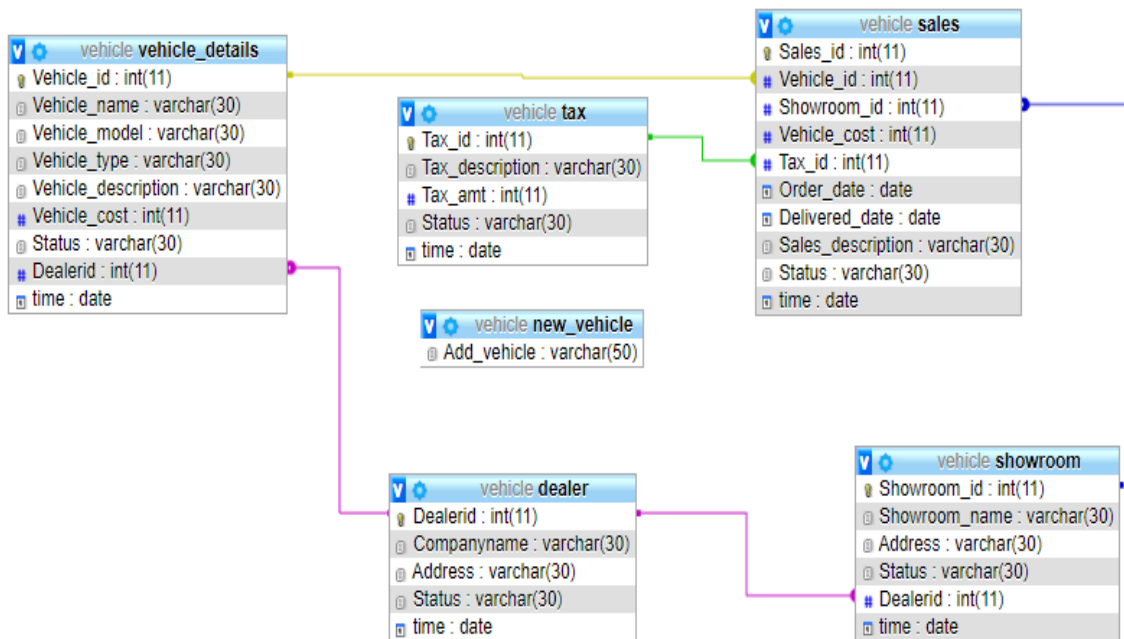 vehicle vehicle_details
Vehicle_id : int(11)
Vehicle_name : varchar(30)
Vehicle_model : varchar(30)
Vehicle_type : varchar(30)
Vehicle_description : varchar(30)
Vehicle_cost : int(11)
Status : varchar(30)
Dealerid : int(11)
time : date
vehicle tax
Tax_id : int(11)
Tax_description : varchar(30)
Tax_amt : int(11)
Status : varchar(30)
time : date
vehicle sales
Sales_id : int(11)
Vehicle_id : int(11)
Showroom_id : int(11)
Vehicle_cost : int(11)
Tax_id : int(11)
Order_date : date
Delivered_date : date
Sales_description : varchar(30)
Status : varchar(30)
time : date
vehicle new_vehicle
Add_vehicle : varchar(50)
vehicle dealer
Dealerid : int(11)
Companyname : varchar(30)
Address : varchar(30)
Status : varchar(30)
time : date
vehicle showroom
Showroom_id : int(11)
Showroom_name : varchar(30)
Address : varchar(30)
Status : varchar(30)
Dealerid : int(11)
time : date